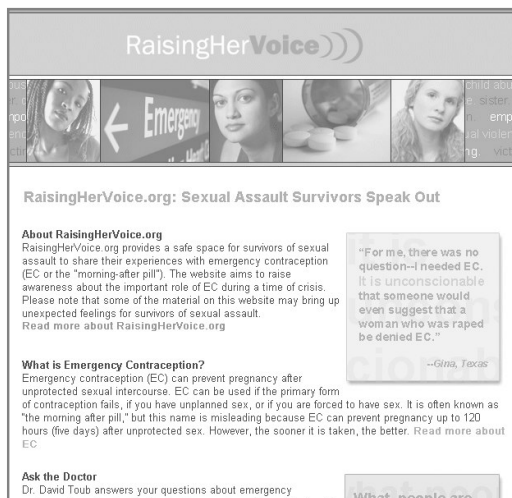 RaisingHerVoice
child abu
sister
empo
Emergency
ual violen
ng. vict
RaisingHerVoice.org: Sexual Assault Survivors Speak Out
About RaisingHerVoice.org
RaisingHerVoice.org provides a safe space for survivors of sexual
assault to share their experiences with emergency contraception
(EC or the "morning-after pill"). The website aims to raise
awareness about the important role of EC during a time of crisis.
Please note that some of the material on this website may bring up
unexpected feelings for survivors of sexual assault.
Read more about RaisingHerVoice.org
"For me, there was no
question--I needed EC.
It is unconscionable
that someone would
even suggest that a
woman who was raped
be denied EC."
--Gina, Texas
What is Emergency Contraception?
Emergency contraception (EC) can prevent pregnancy after
unprotected sexual intercourse. EC can be used if the primary form
of contraception fails, if you have unplanned sex, or if you are forced to have sex. It is often known as
"the morning after pill," but this name is misleading because EC can prevent pregnancy up to 120
hours (five days) after unprotected sex. However, the sooner it is taken, the better. Read more about
EC
Ask the Doctor
Dr. David Toub answers your questions about emergency
What people are